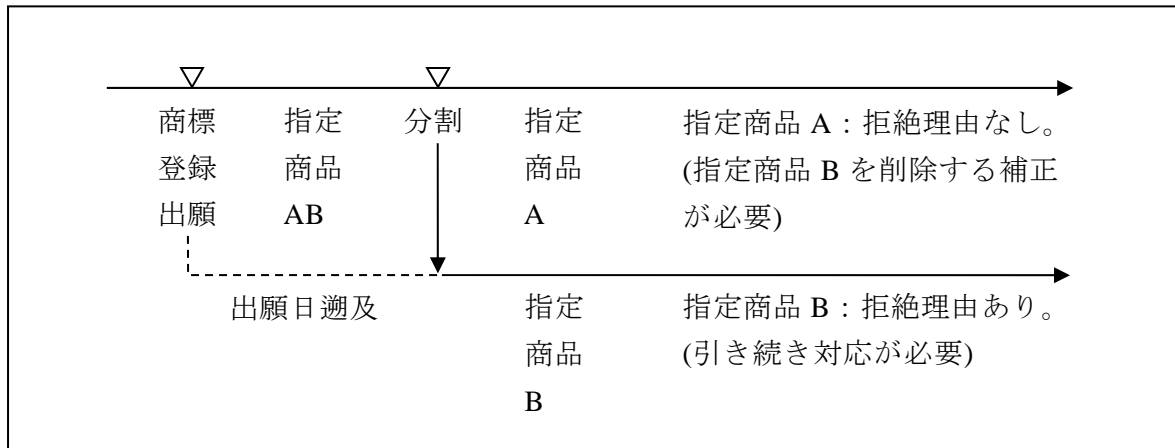 商標
登録
出願
指定
商品
AB
分割
指定
商品
A
指定商品 A：拒絶理由なし。
(指定商品 B を削除する補正
が必要)
出願日遡及
指定
商品
B
指定商品 B：拒絶理由あり。
(引き続き対応が必要)